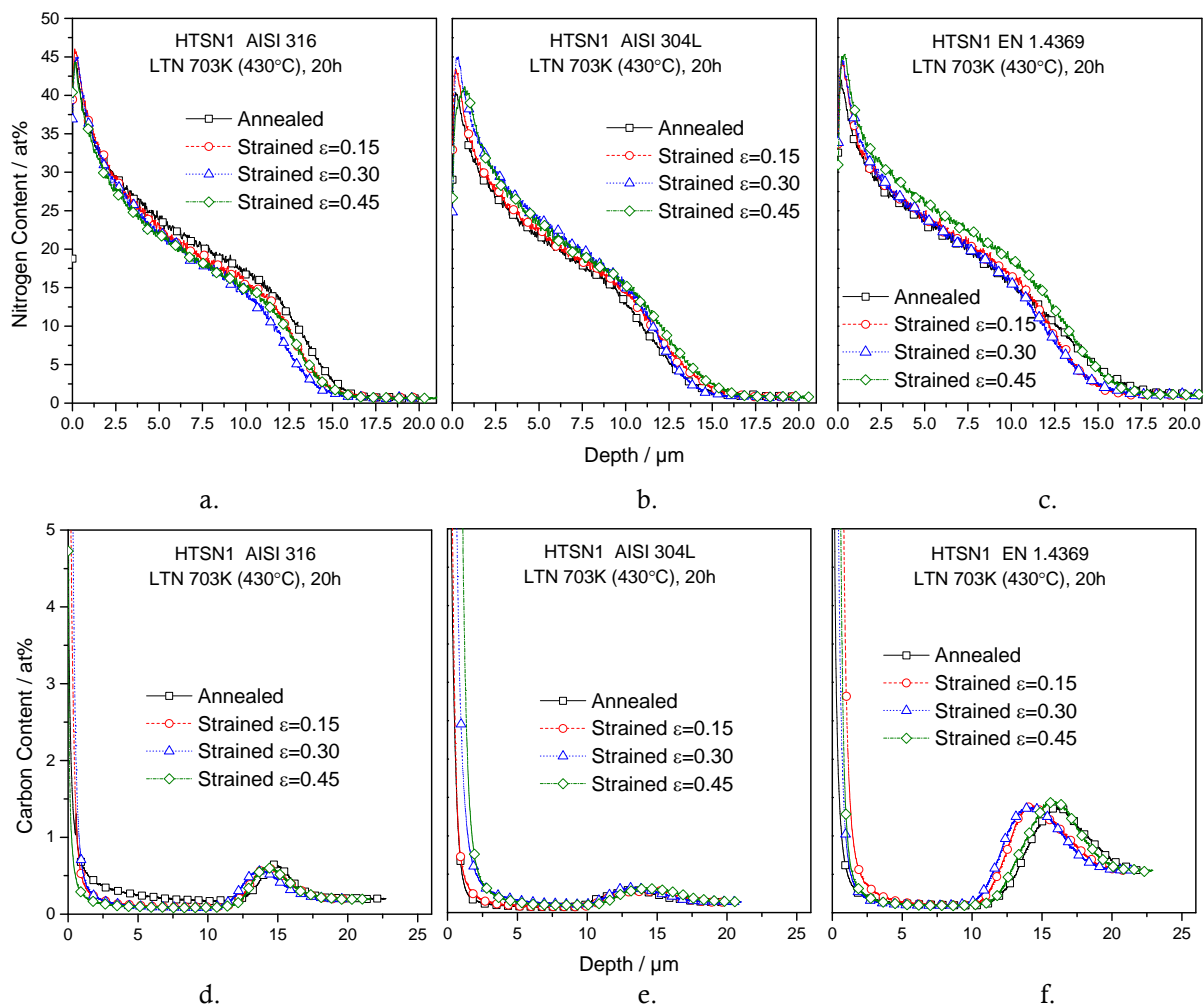 HTSN1 AISI 316
LTN 703K (430°C), 20h
Annealed
Strained ε=0.15
Strained ε=0.30
Strained ε=0.45
50
45
40
35
30
25
20
15
10
5
0
Nitrogen Content / at%
0.0 2.5 5.0 7.5 10.0 12.5 15.0 17.5 20.0
a.
HTSN1 AISI 304L
LTN 703K (430°C), 20h
Annealed
Strained ε=0.15
Strained ε=0.30
Strained ε=0.45
0.0 2.5 5.0 7.5 10.0 12.5 15.0 17.5 20.0
Depth / µm
b.
HTSN1 EN 1.4369
LTN 703K (430°C), 20h
Annealed
Strained ε=0.15
Strained ε=0.30
Strained ε=0.45
0.0 2.5 5.0 7.5 10.0 12.5 15.0 17.5 20.0
c.
HTSN1 AISI 316
LTN 703K (430°C), 20h
Annealed
Strained ε=0.15
Strained ε=0.30
Strained ε=0.45
5
4
3
2
1
0
Carbon Content / at%
0 5 10 15 20 25
d.
HTSN1 AISI 304L
LTN 703K (430°C), 20h
Annealed
Strained ε=0.15
Strained ε=0.30
Strained ε=0.45
0 5 10 15 20 25
Depth / µm
e.
HTSN1 EN 1.4369
LTN 703K (430°C), 20h
Annealed
Strained ε=0.15
Strained ε=0.30
Strained ε=0.45
0 5 10 15 20 25
f.